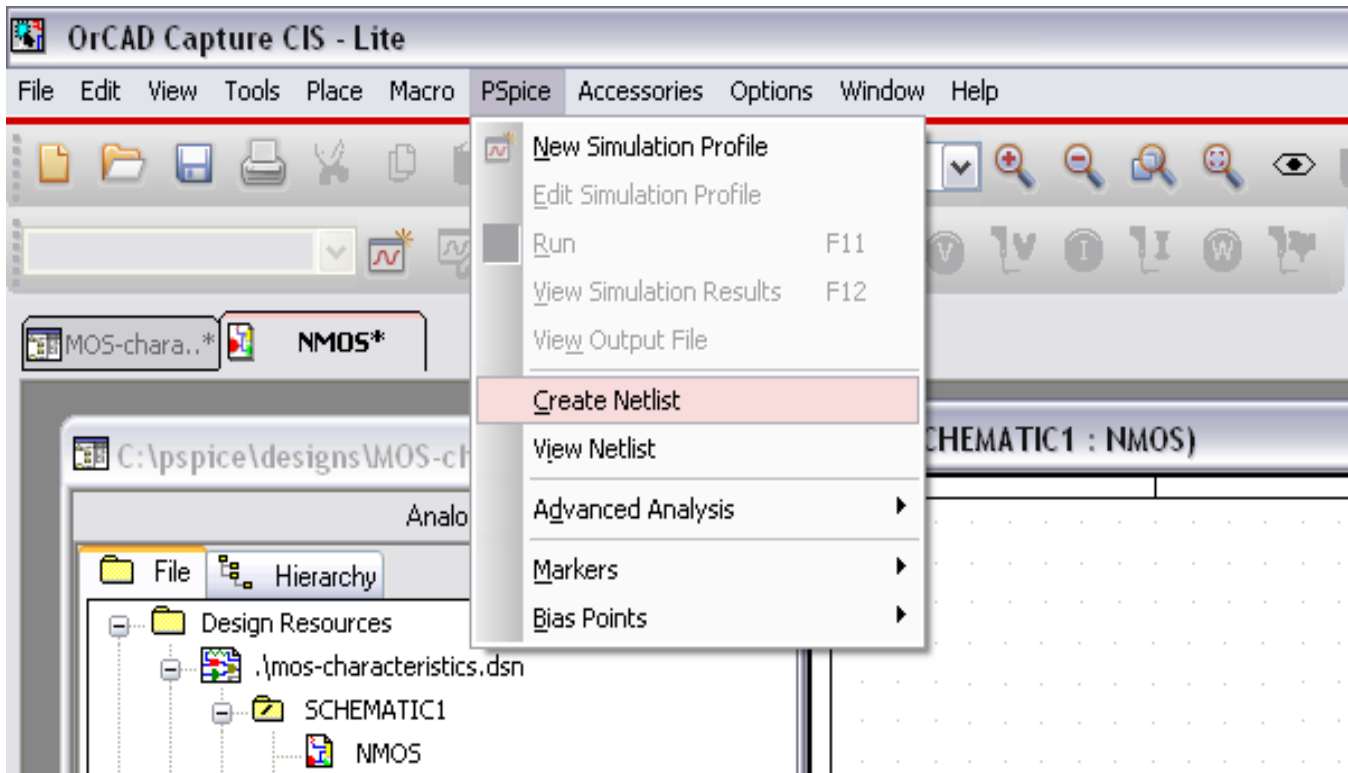 OrCAD Capture CIS - Lite
File Edit View Tools Place Macro PSpice Accessories Options Window Help
New Simulation Profile
Edit Simulation Profile
Run F11
View Simulation Results F12
View Output File
Create Netlist
View Netlist
Advanced Analysis
Markers
Bias Points
V V I I W
MOS-chara..* NMOS*
C:\pspice\designs\MOS-ch
CHEMATIC1 : NMOS)
Analo
File Hierarchy
Design Resources
.\mos-characteristics.dsn
SCHEMATIC1
NMOS